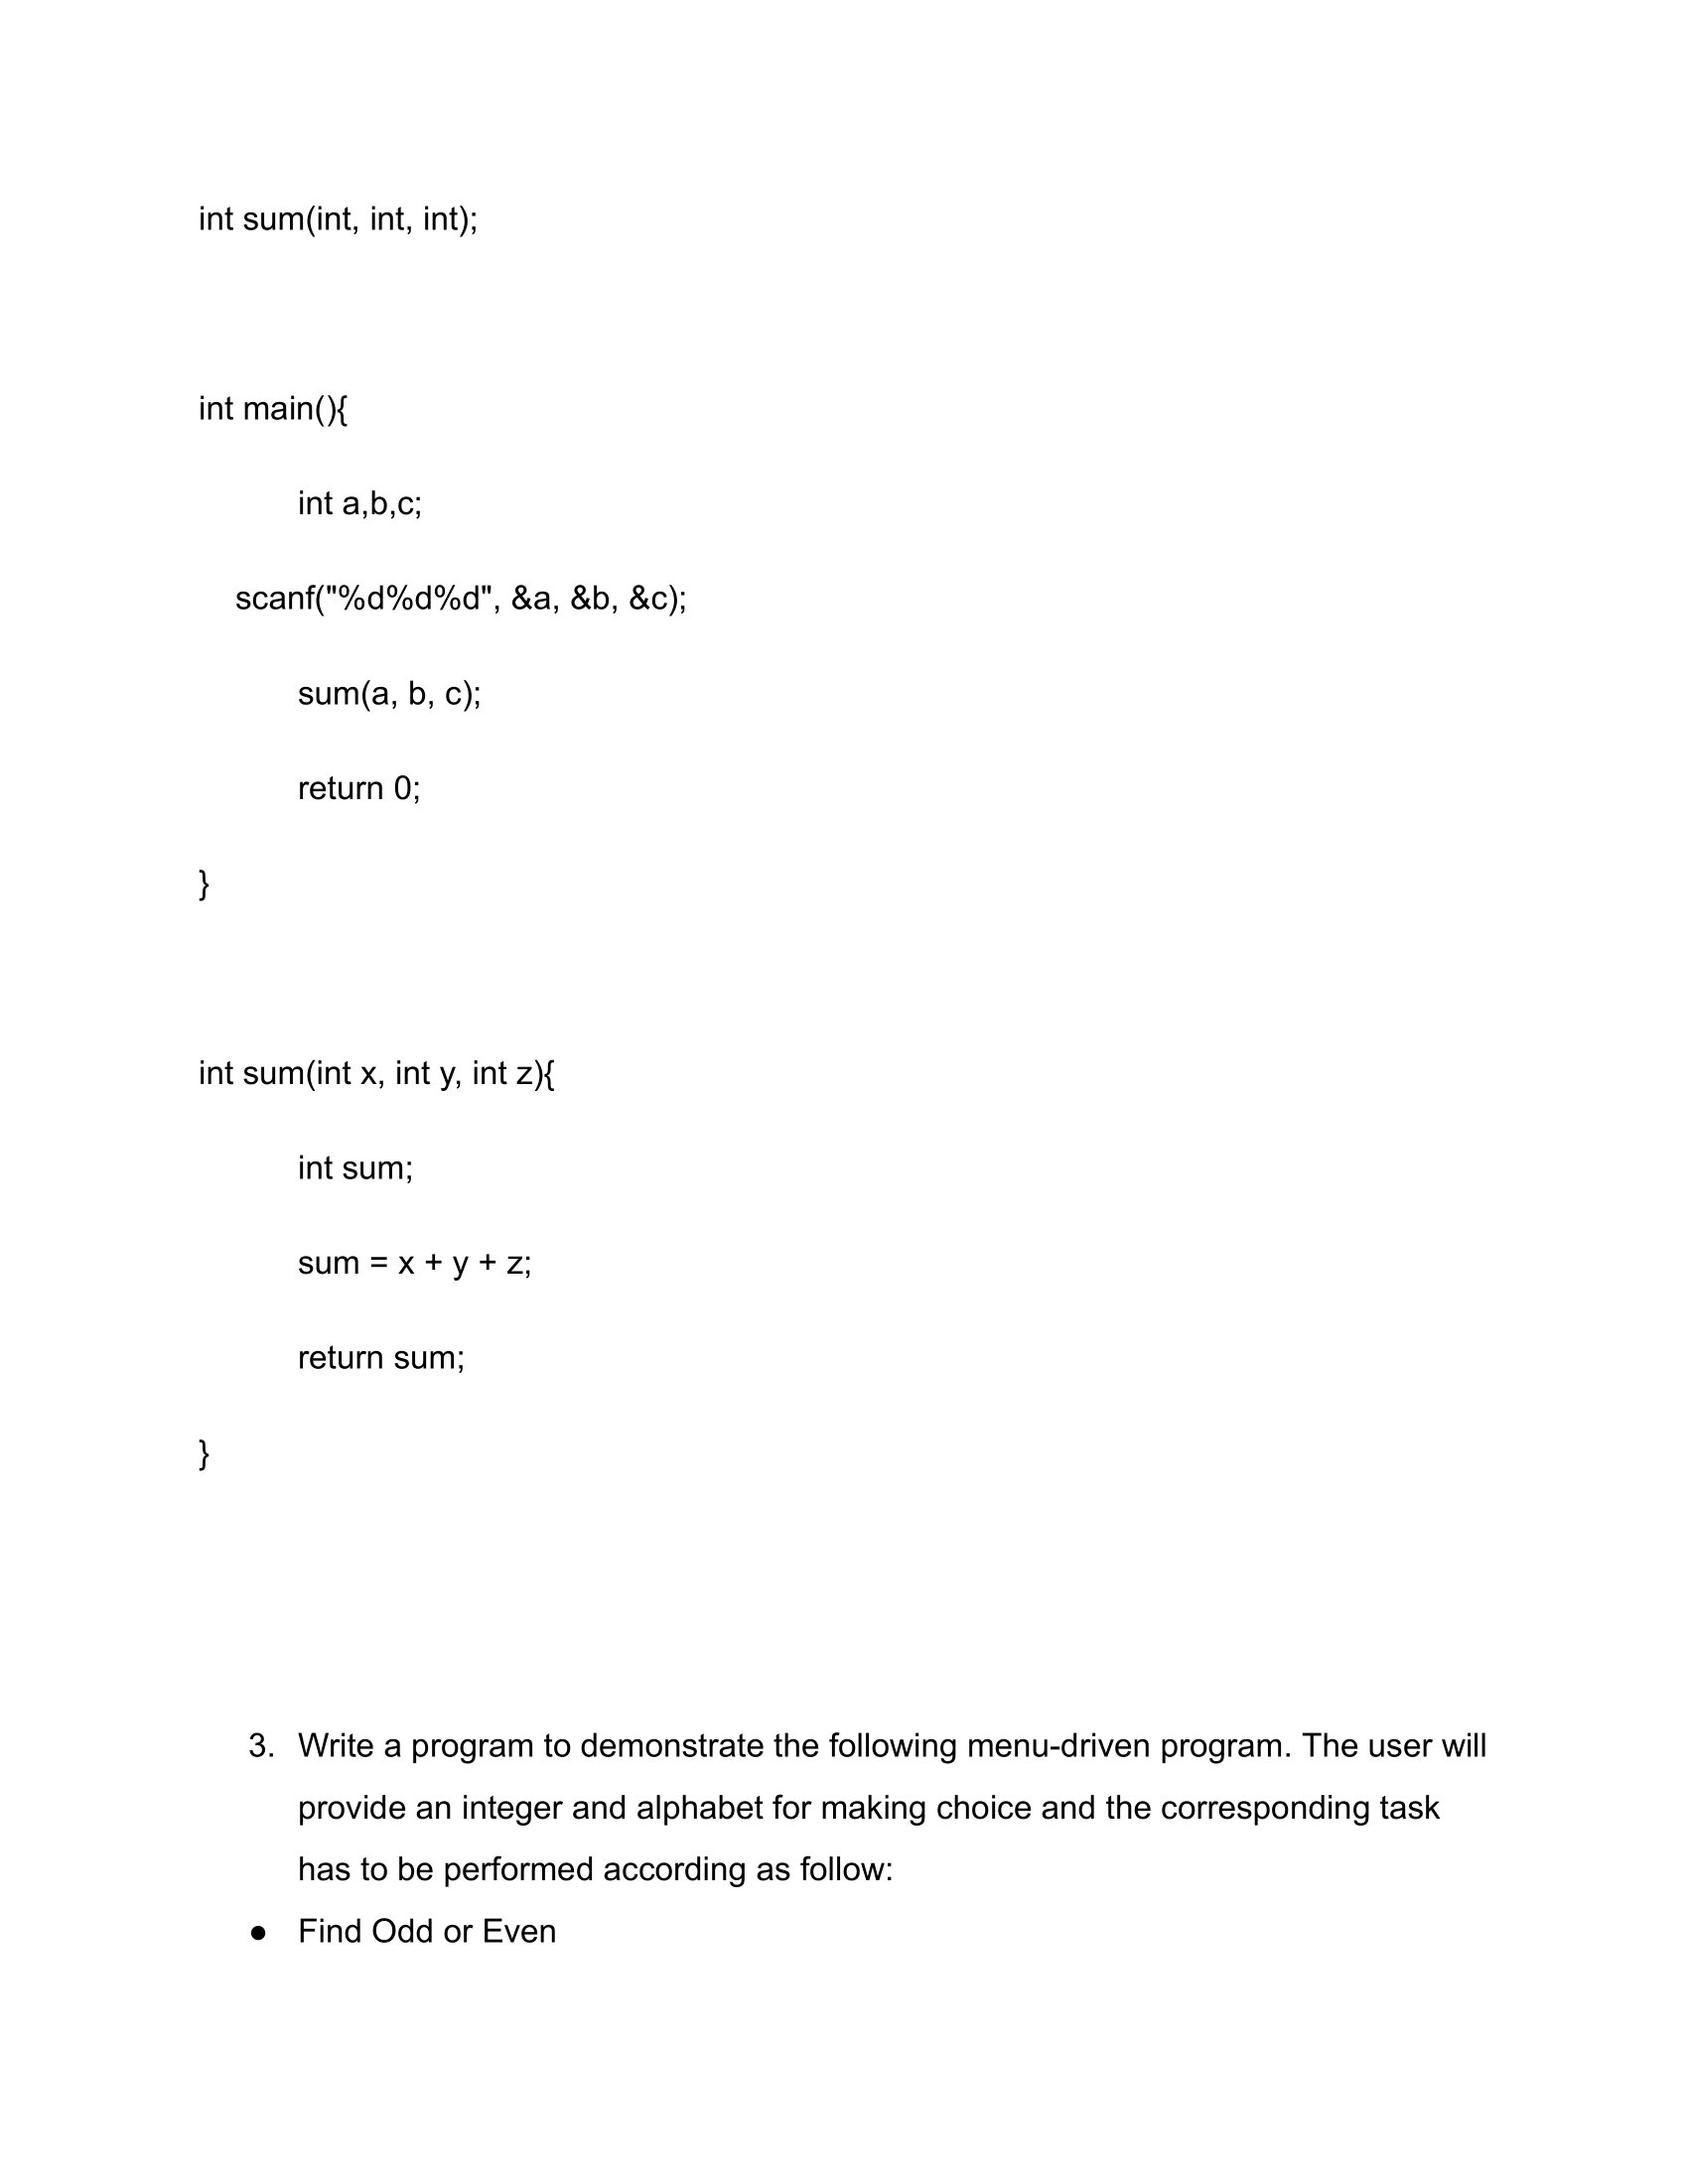 int sum(int, int, int);
int main(){
int a,b,c;
scanf("%d%d%d", &a, &b, &c);
sum(a, b, c);
return 0;
}
int sum(int x, int y, int z){
int sum;
sum = x + y + z;
return sum;
}
3. Write a program to demonstrate the following menu-driven program. The user will
provide an integer and alphabet for making choice and the corresponding task
has to be performed according as follow:
● Find Odd or Even